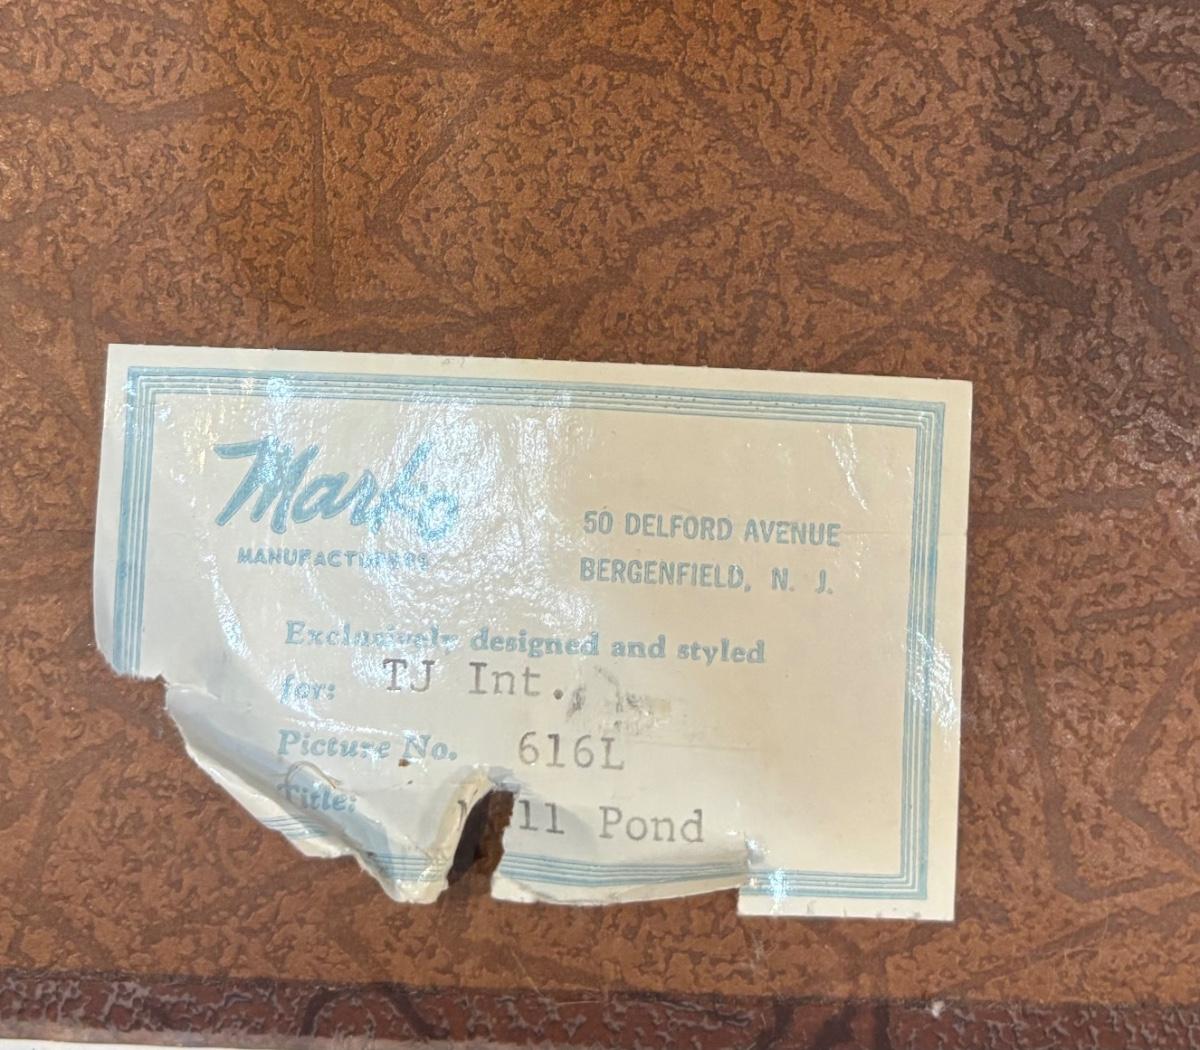 Marko
MANUFACTURERS
50 DELFORD AVENUE
BERGENFIELD, N. J.
Exclusively designed and styled
for: TJ Int.
Picture No. 616L
Title: Pond